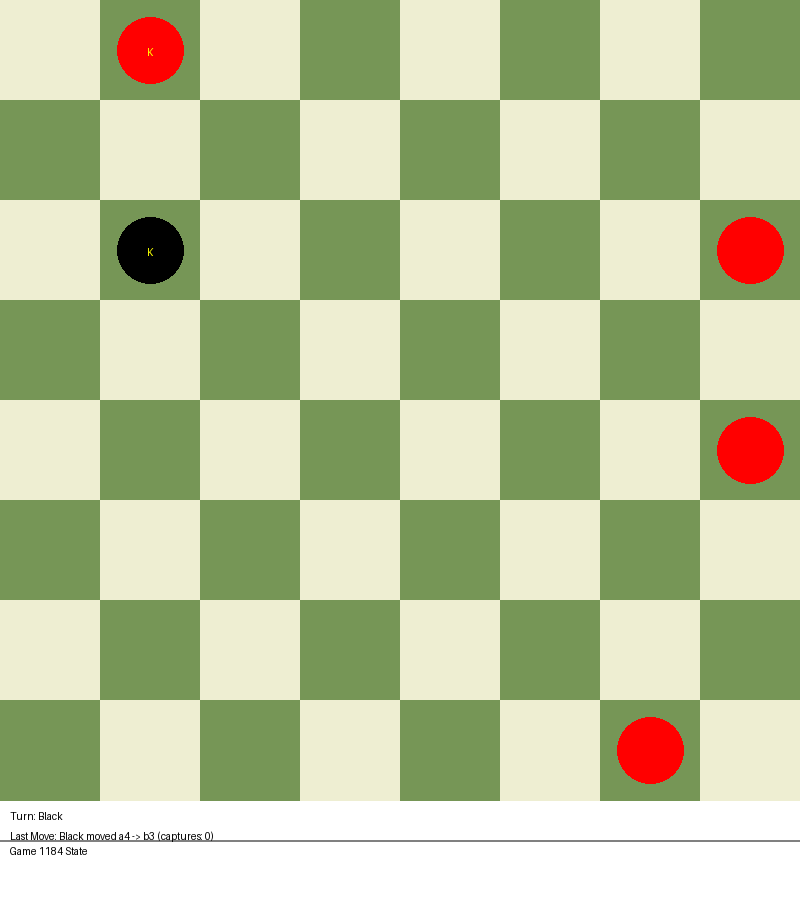 K
K
Turn: Black
Last Move: Black moved a4 -> b3 (captures: 0)
Game 1184 State